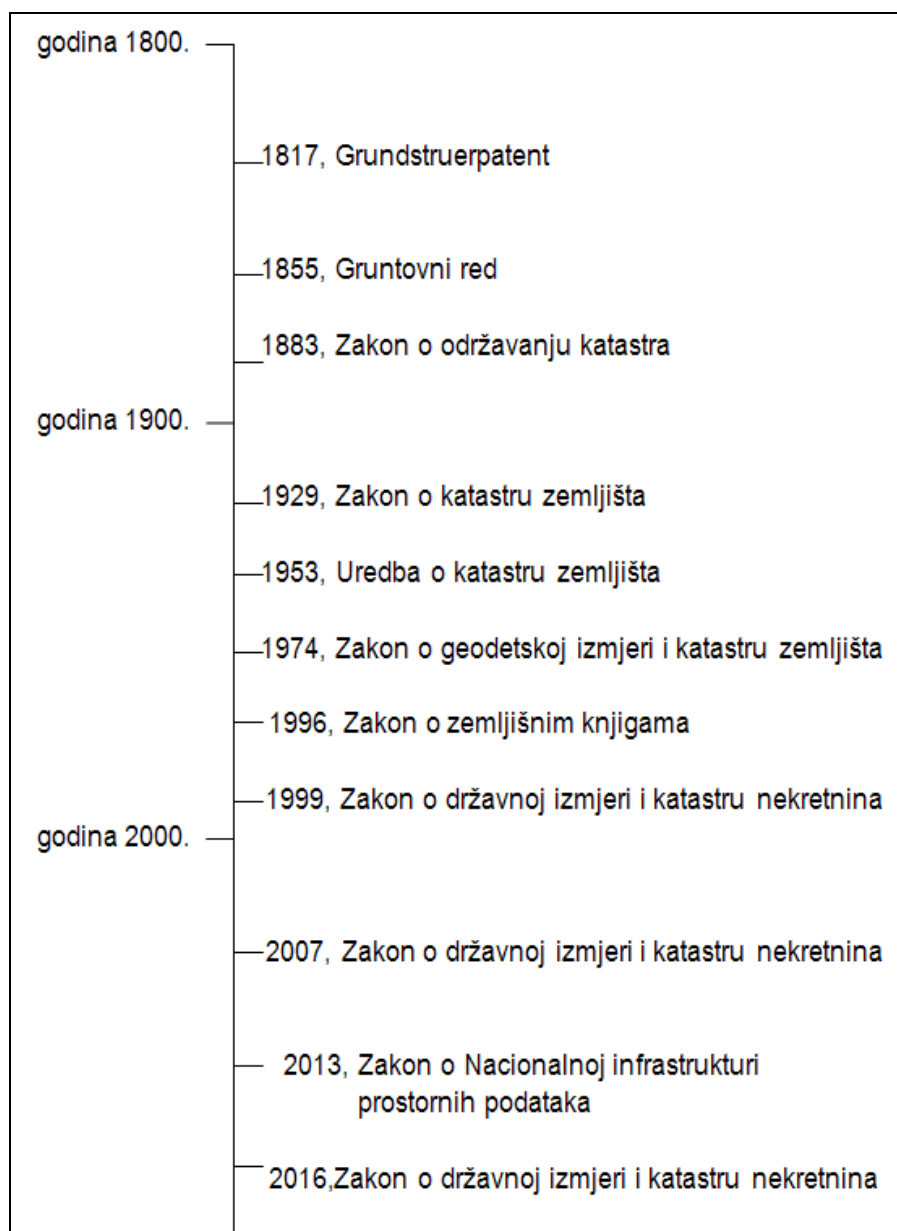 godina 1800.
1817, Grundstruerpatent
1855, Gruntovni red
1883, Zakon o održavanju katastra
godina 1900.
1929, Zakon o katastru zemljišta
1953, Uredba o katastru zemljišta
1974, Zakon o geodetskoj izmjeri i katastru zemljišta
1996, Zakon o zemljišnim knjigama
1999, Zakon o državnoj izmjeri i katastru nekretnina
godina 2000.
2007, Zakon o državnoj izmjeri i katastru nekretnina
2013, Zakon o Nacionalnoj infrastrukturi
prostornih podataka
2016,Zakon o državnoj izmjeri i katastru nekretnina